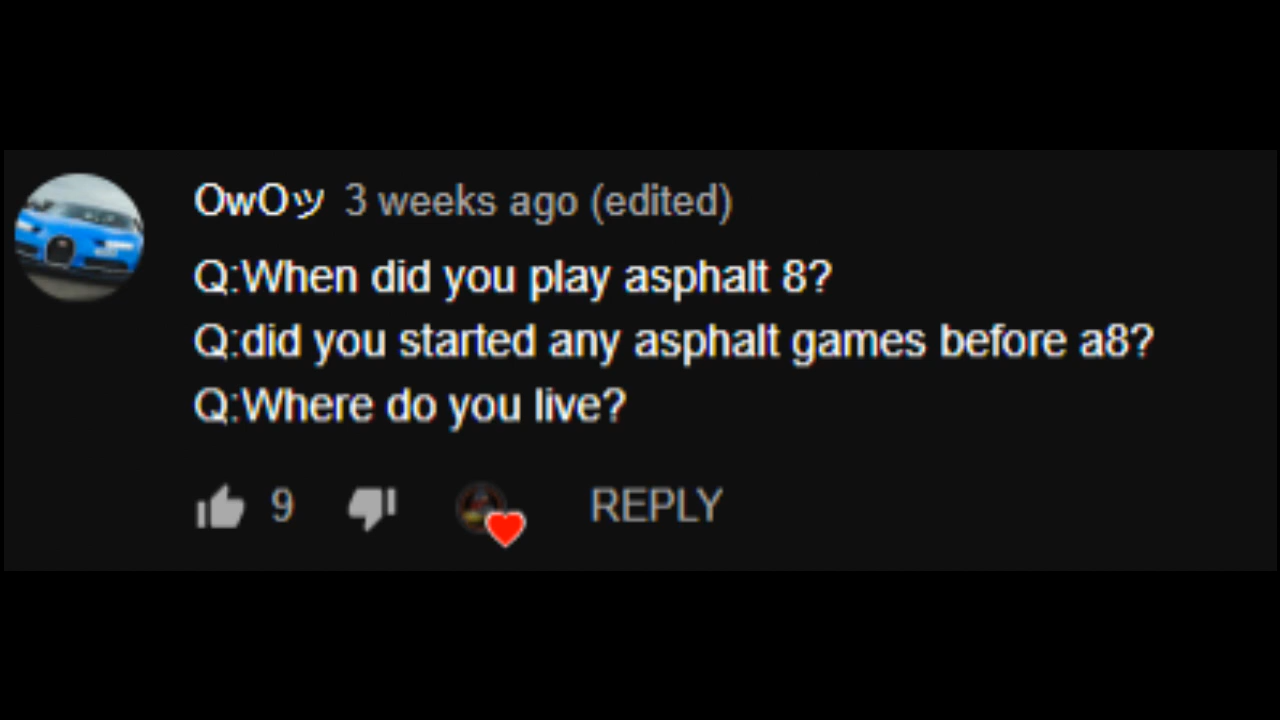 OwOツ 3 weeks ago (edited)
Q:When did you play asphalt 8?
Q:did you started any asphalt games before a8?
Q:Where do you live?
9 REPLY